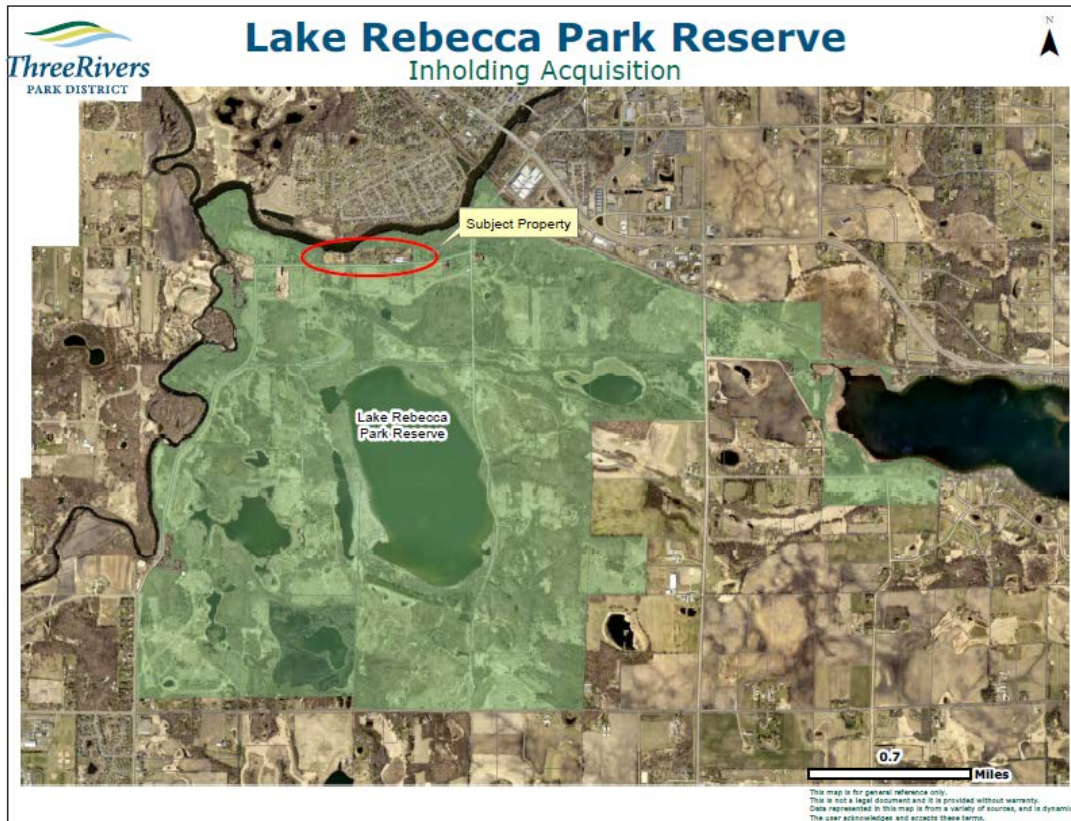 ThreeRivers
PARK DISTRICT
Lake Rebecca Park Reserve
Inholding Acquisition
N
Subject Property
Lake Rebecca
Park Reserve
0.7
Miles
This map is for general reference only.
This is not a legal document and it is provided without warranty.
Data represented in this map is from a variety of sources, and is dynamic
The user acknowledges and accepts these terms.